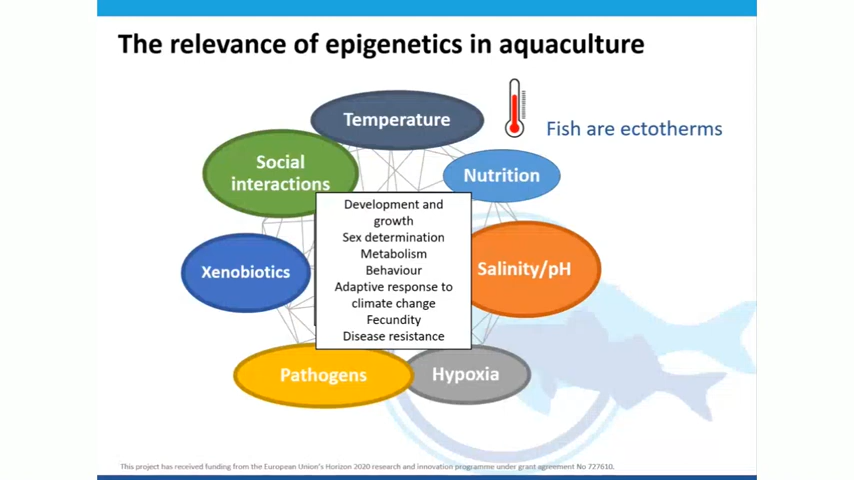 The relevance of epigenetics in aquaculture
Temperature
Fish are ectotherms
Social
interactions
Nutrition
Development and
growth
Sex determination
Metabolism
Behaviour
Adaptive response to
climate change
Fecundity
Disease resistance
Xenobiotics
Salinity/pH
Pathogens
Hypoxia
This project has received funding from the European Union's Horizon 2020 research and innovation programme under grant agreement No 727610.